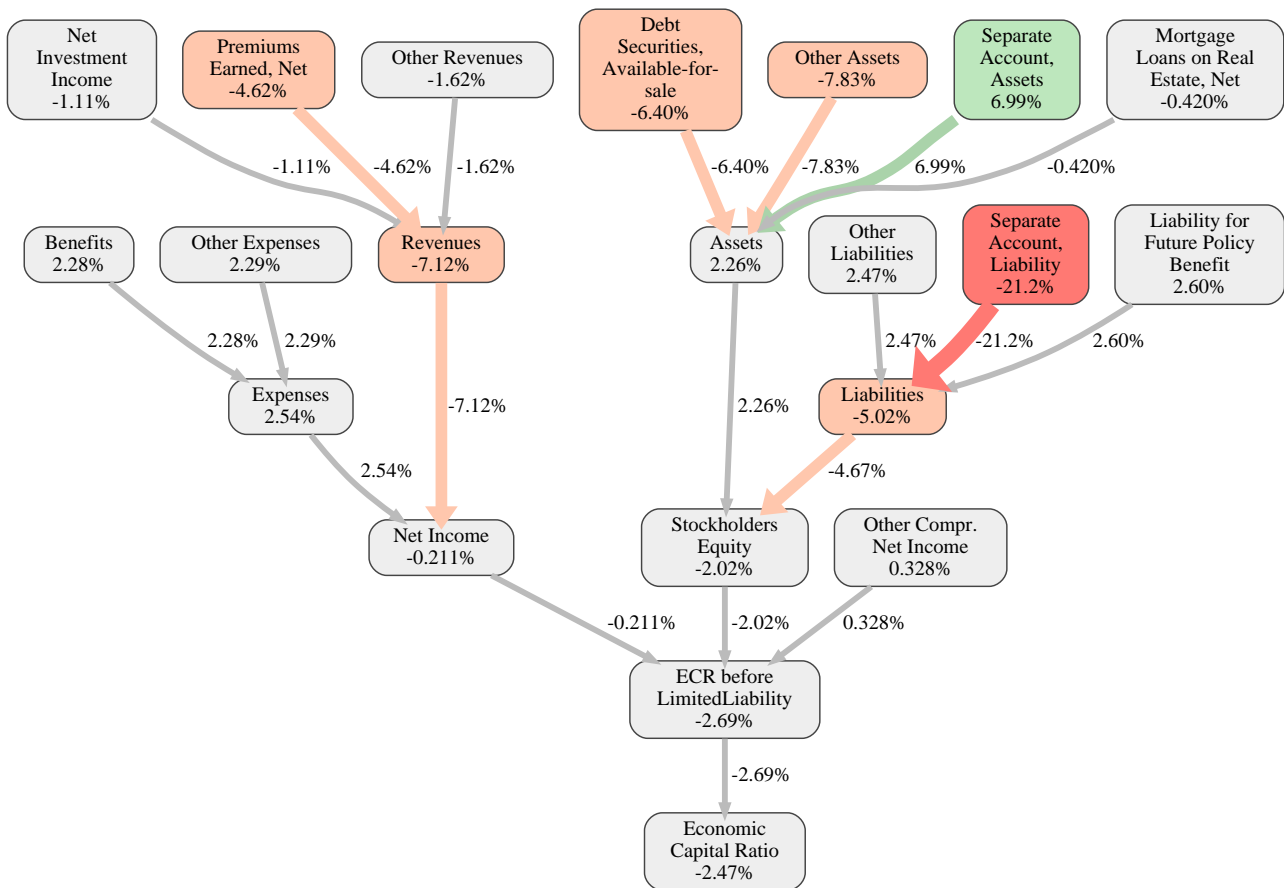 Net
Investment
Income
-1.11%
Premiums
Earned, Net
-4.62%
Other Revenues
-1.62%
Debt
Securities,
Available-for-
sale
-6.40%
Other Assets
-7.83%
Separate
Account,
Assets
6.99%
Mortgage
Loans on Real
Estate, Net
-0.420%
-1.11%
-4.62%
-1.62%
-6.40%
-7.83%
6.99%
-0.420%
Benefits
2.28%
Other Expenses
2.29%
Revenues
-7.12%
Assets
2.26%
Other
Liabilities
2.47%
Separate
Account,
Liability
-21.2%
Liability for
Future Policy
Benefit
2.60%
2.28%
2.29%
2.47%
-21.2%
2.60%
Expenses
2.54%
-7.12%
2.26%
Liabilities
-5.02%
2.54%
-4.67%
Net Income
-0.211%
Stockholders
Equity
-2.02%
Other Compr.
Net Income
0.328%
-0.211%
-2.02%
0.328%
ECR before
LimitedLiability
-2.69%
-2.69%
Economic
Capital Ratio
-2.47%